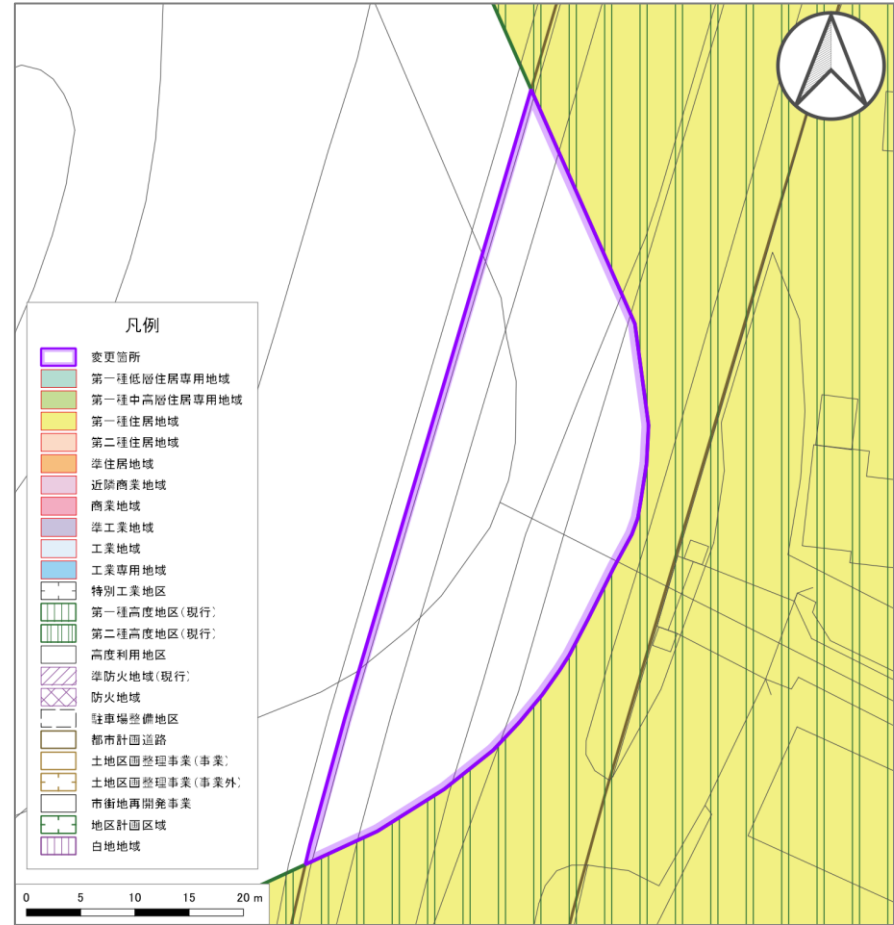 凡例
変更箇所
第一種低層住居専用地域
第一種中高層住居専用地域
第一種住居地域
第二種住居地域
準住居地域
近隣商業地域
商業地域
準工業地域
工業地域
工業専用地域
特別工業地区
第一種高度地区(現行)
第二種高度地区(現行)
高度利用地区
準防火地域(現行)
防火地域
駐車場整備地区
都市計画道路
土地区画整理事業(事業)
土地区画整理事業(事業外)
市街地再開発事業
地区計画区域
白地地域
0 5 10 15 20 m